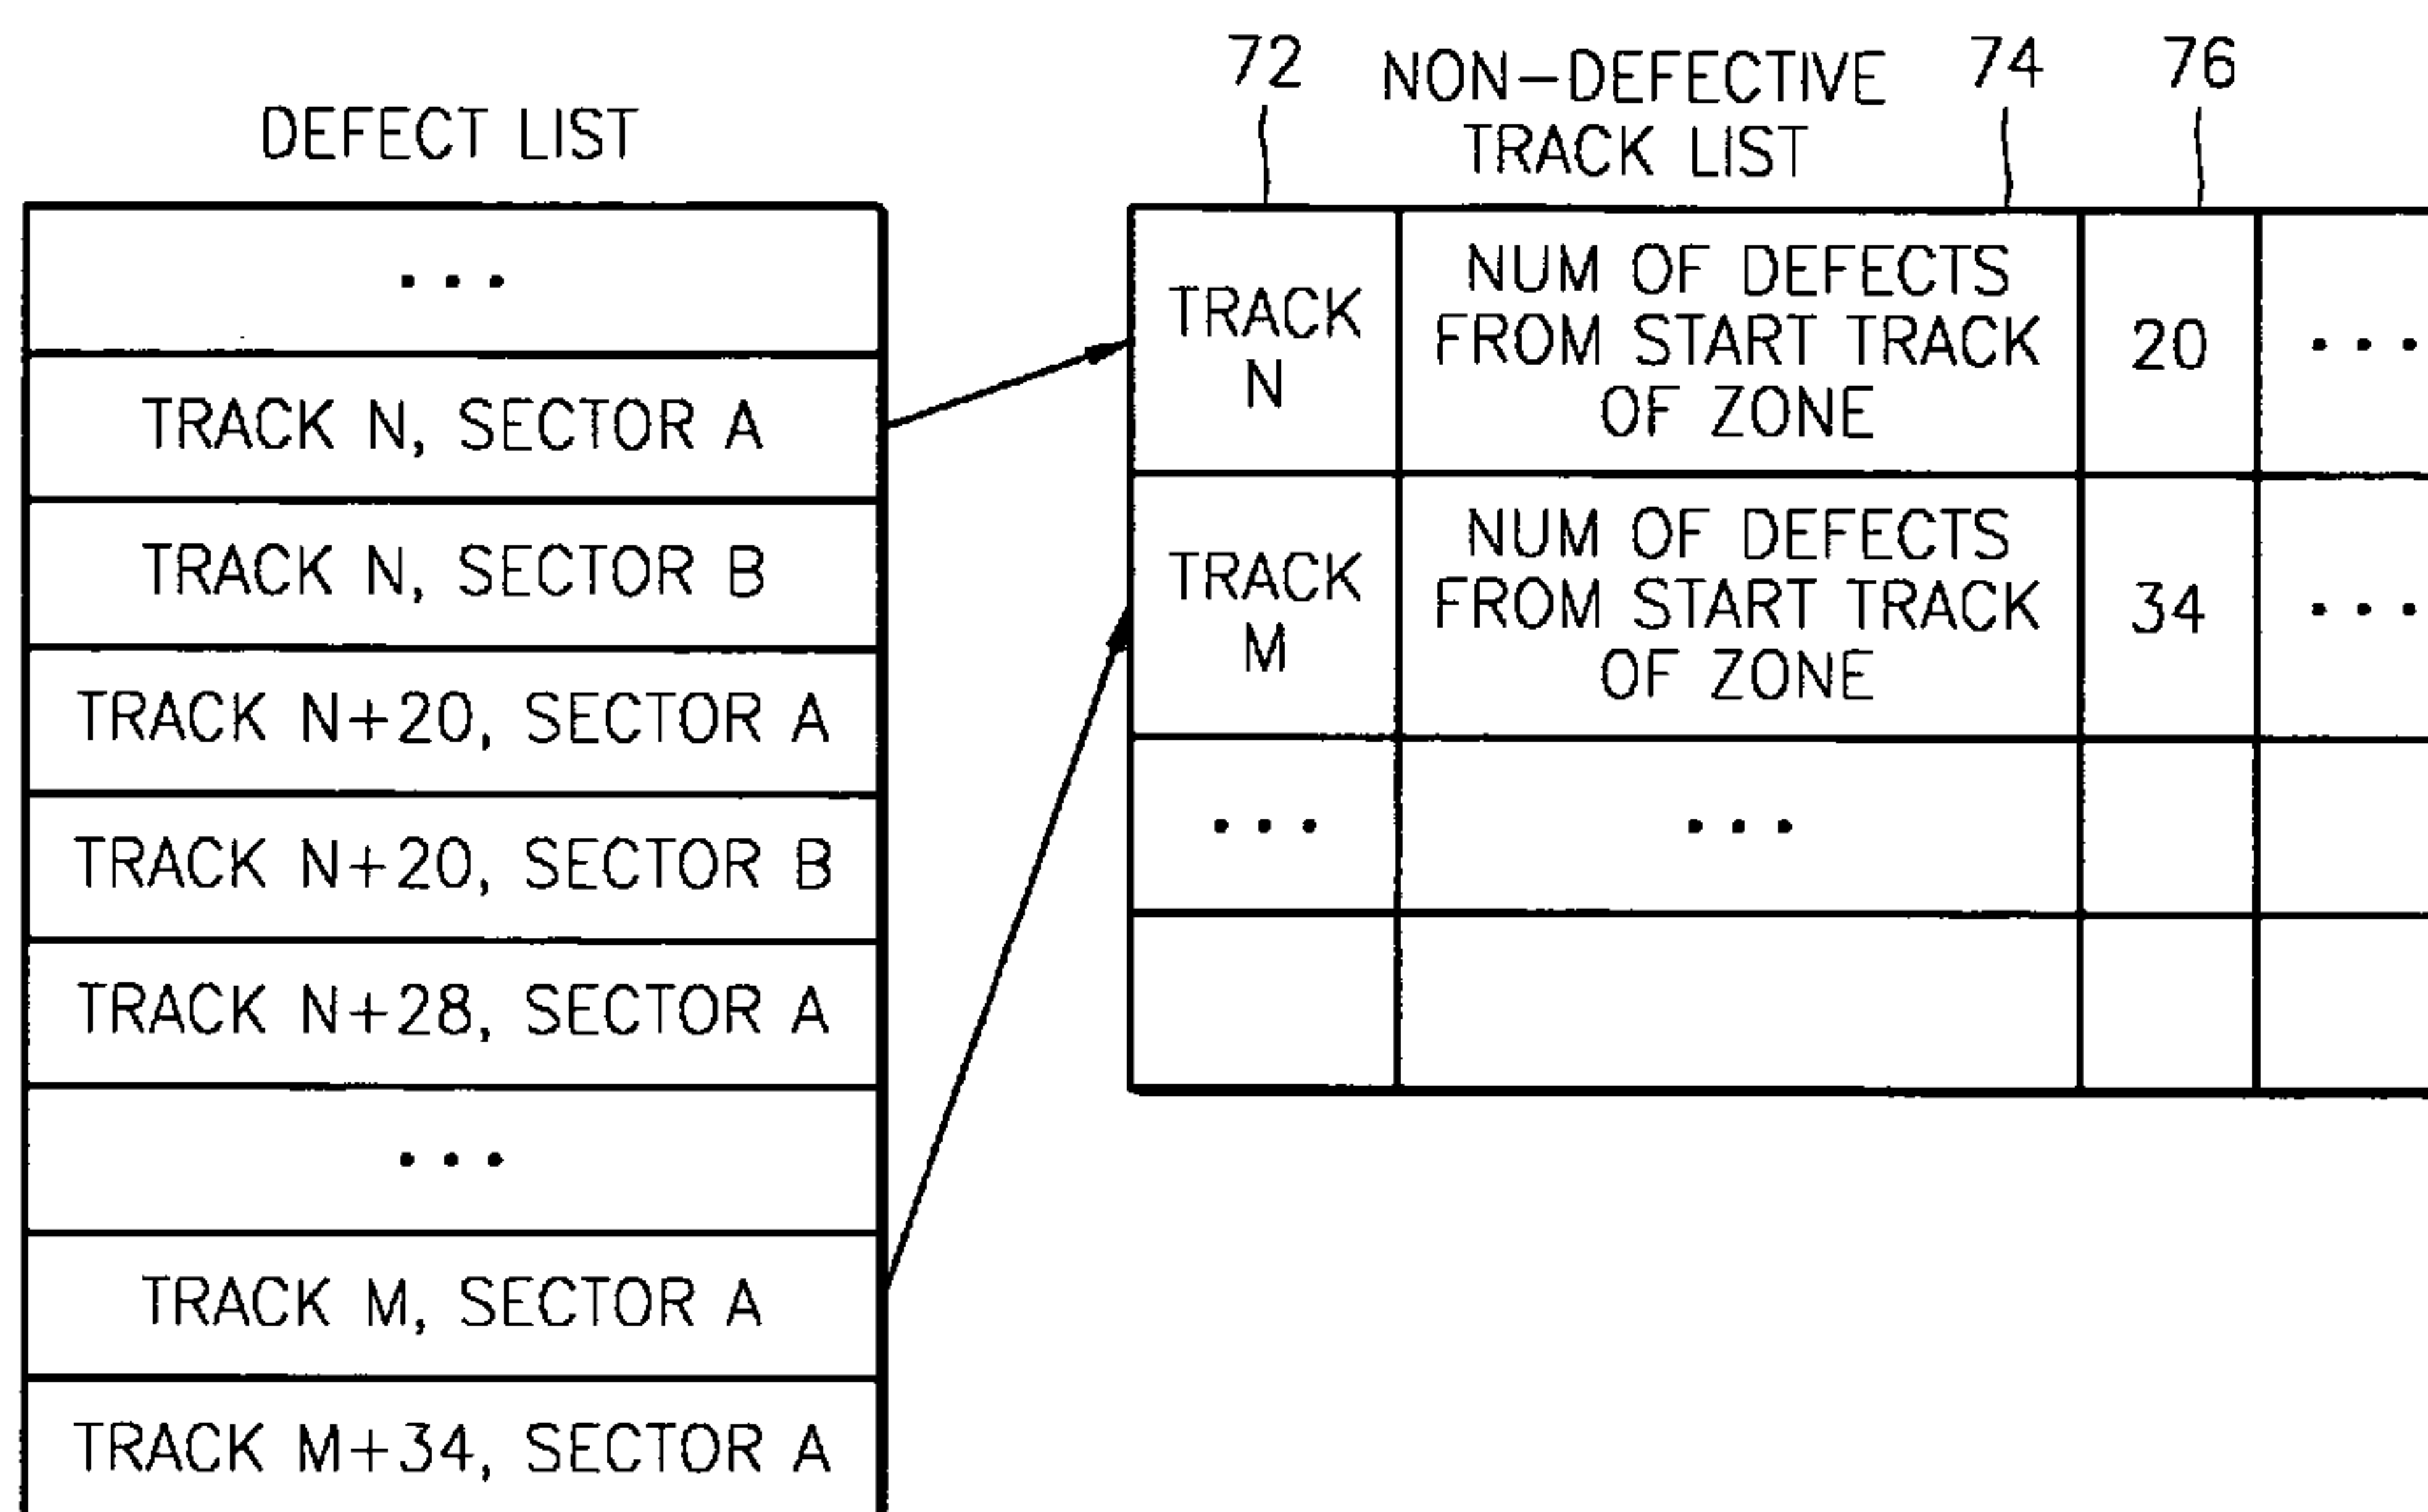 DEFECT LIST
...
TRACK N, SECTOR A
TRACK N, SECTOR B
TRACK N+20, SECTOR A
TRACK N+20, SECTOR B
TRACK N+28, SECTOR A
...
TRACK M, SECTOR A
TRACK M+34, SECTOR A
72
NON-DEFECTIVE
TRACK LIST
74
76
TRACK
N
NUM OF DEFECTS
FROM START TRACK
OF ZONE
20
...
TRACK
M
NUM OF DEFECTS
FROM START TRACK
OF ZONE
34
...
...
...